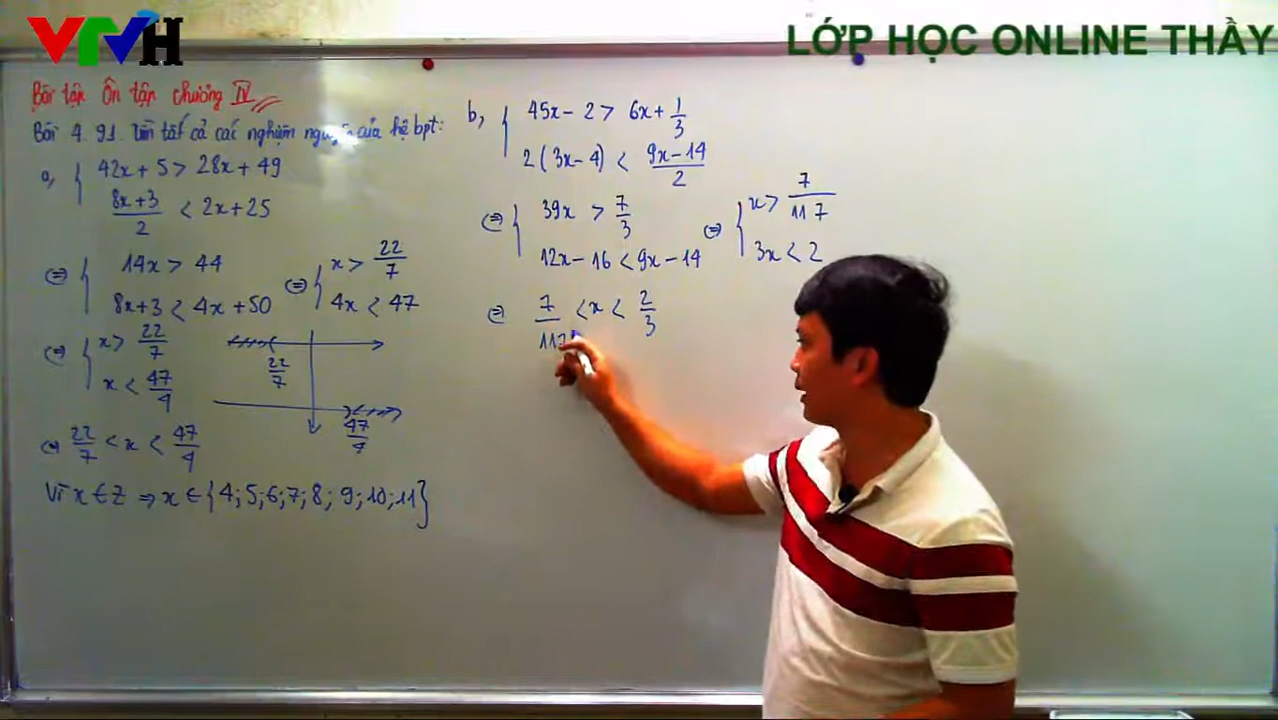 VTVH
LỚP HỌC ONLINE THẦY
Bài tập Ôn tập chương IV
Bài 4.91. Tìm tất cả các nghiệm nguyên của hệ bpt:
a, { 42x + 5 > 28x + 49
(8x+3)/2 < 2x + 25
⇔ { 14x > 44
8x + 3 < 4x + 50
⇔ { x > 22/7
4x < 47
⇔ { x > 22/7
x < 47/4
22/7
47/4
⇔ 22/7 < x < 47/4
Vì x ∈ Z ⇒ x ∈ {4; 5; 6; 7; 8; 9; 10; 11}
b, { 45x − 2 > 6x + 1/3
2(3x − 4) < (9x − 14)/2
⇔ { 39x > 7/3
12x − 16 < 9x − 14
⇔ { x > 7/117
3x < 2
⇔ 7/117 < x < 2/3